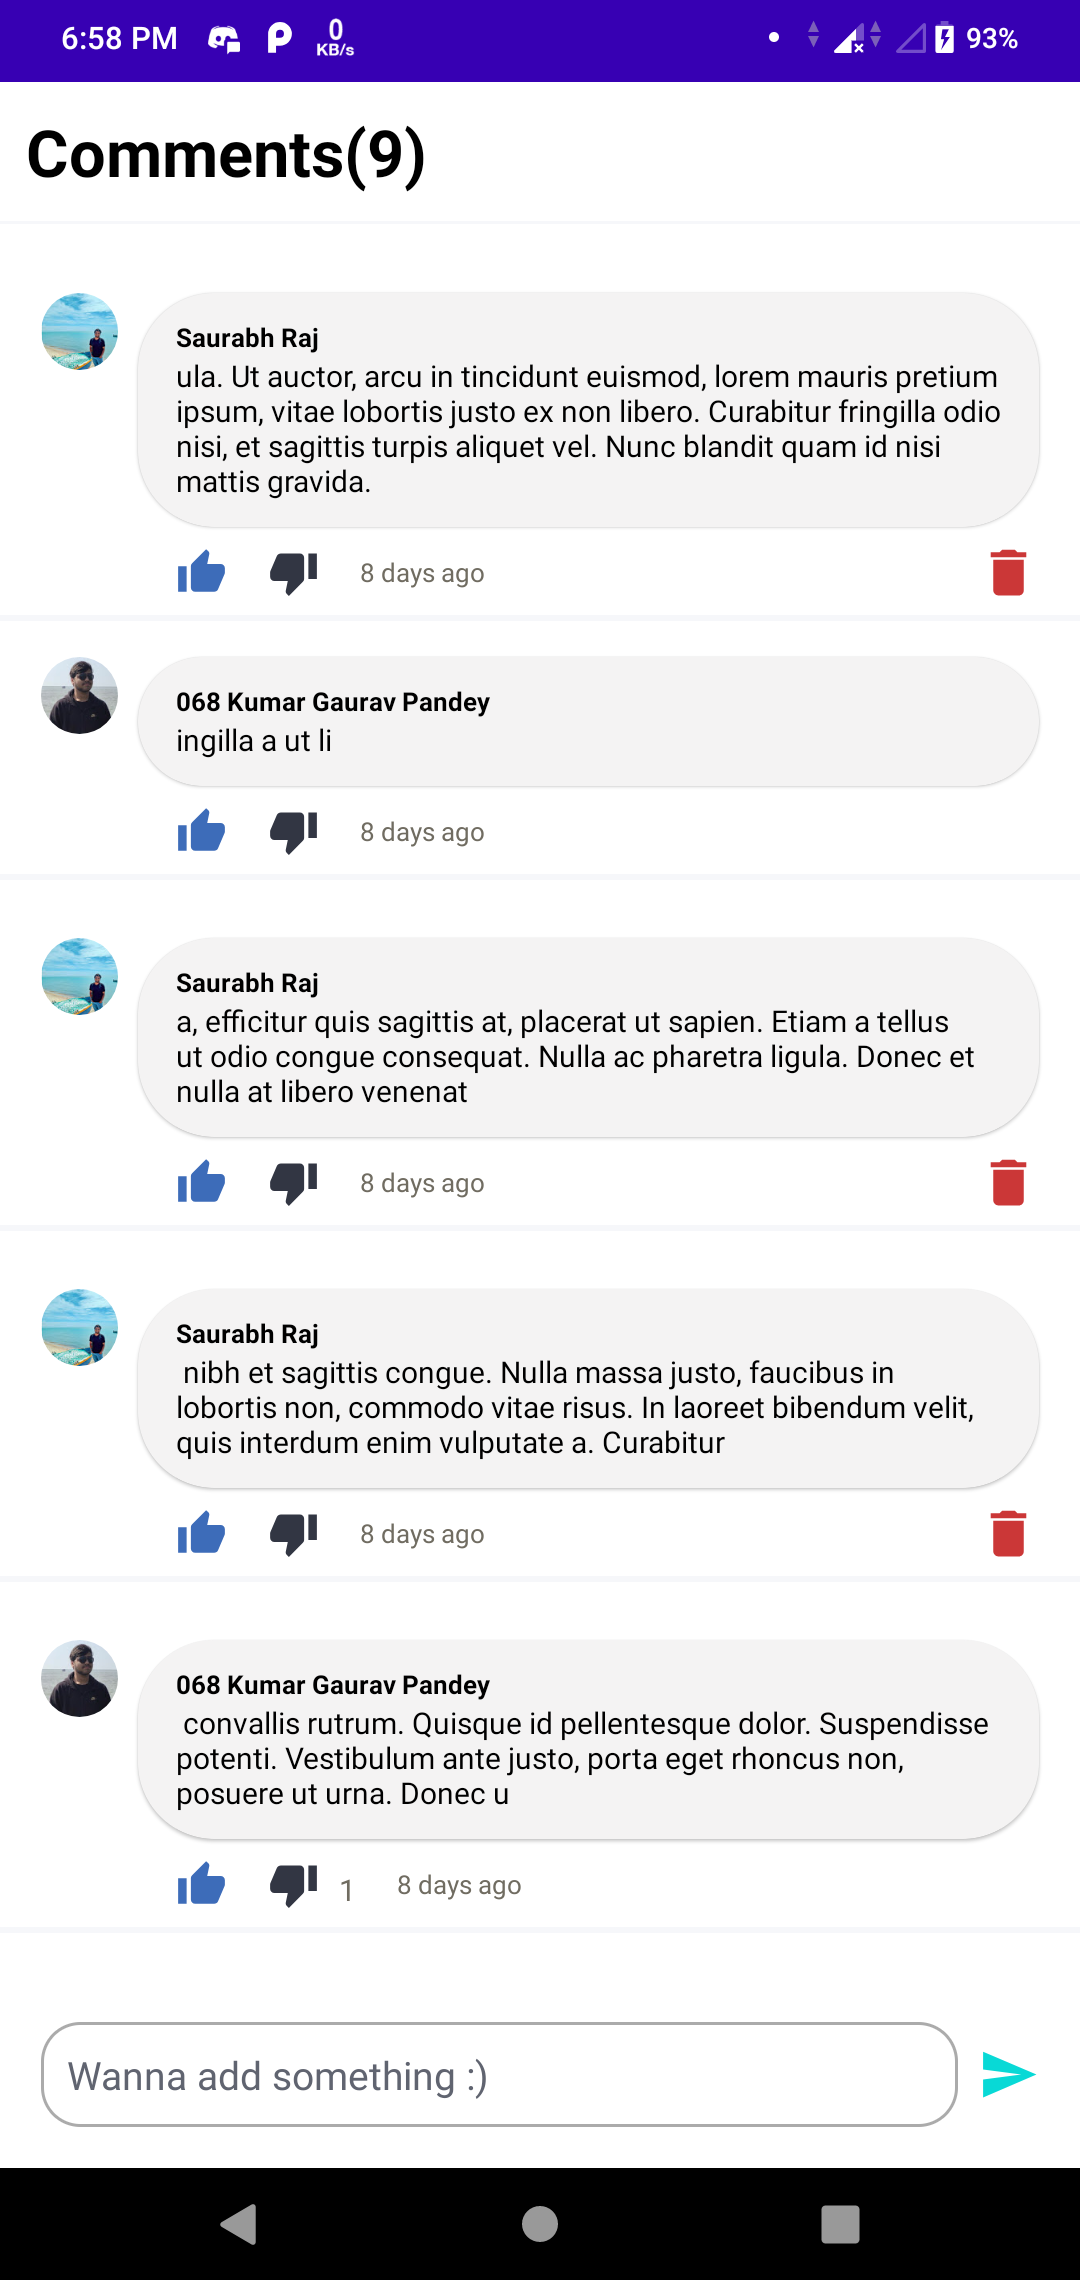 6:58 PM 0 KB/s 93%
Comments(9)
Saurabh Raj
ula. Ut auctor, arcu in tincidunt euismod, lorem mauris pretium
ipsum, vitae lobortis justo ex non libero. Curabitur fringilla odio
nisi, et sagittis turpis aliquet vel. Nunc blandit quam id nisi
mattis gravida.
8 days ago
068 Kumar Gaurav Pandey
ingilla a ut li
8 days ago
Saurabh Raj
a, efficitur quis sagittis at, placerat ut sapien. Etiam a tellus
ut odio congue consequat. Nulla ac pharetra ligula. Donec et
nulla at libero venenat
8 days ago
Saurabh Raj
nibh et sagittis congue. Nulla massa justo, faucibus in
lobortis non, commodo vitae risus. In laoreet bibendum velit,
quis interdum enim vulputate a. Curabitur
8 days ago
068 Kumar Gaurav Pandey
convallis rutrum. Quisque id pellentesque dolor. Suspendisse
potenti. Vestibulum ante justo, porta eget rhoncus non,
posuere ut urna. Donec u
1 8 days ago
Wanna add something :)